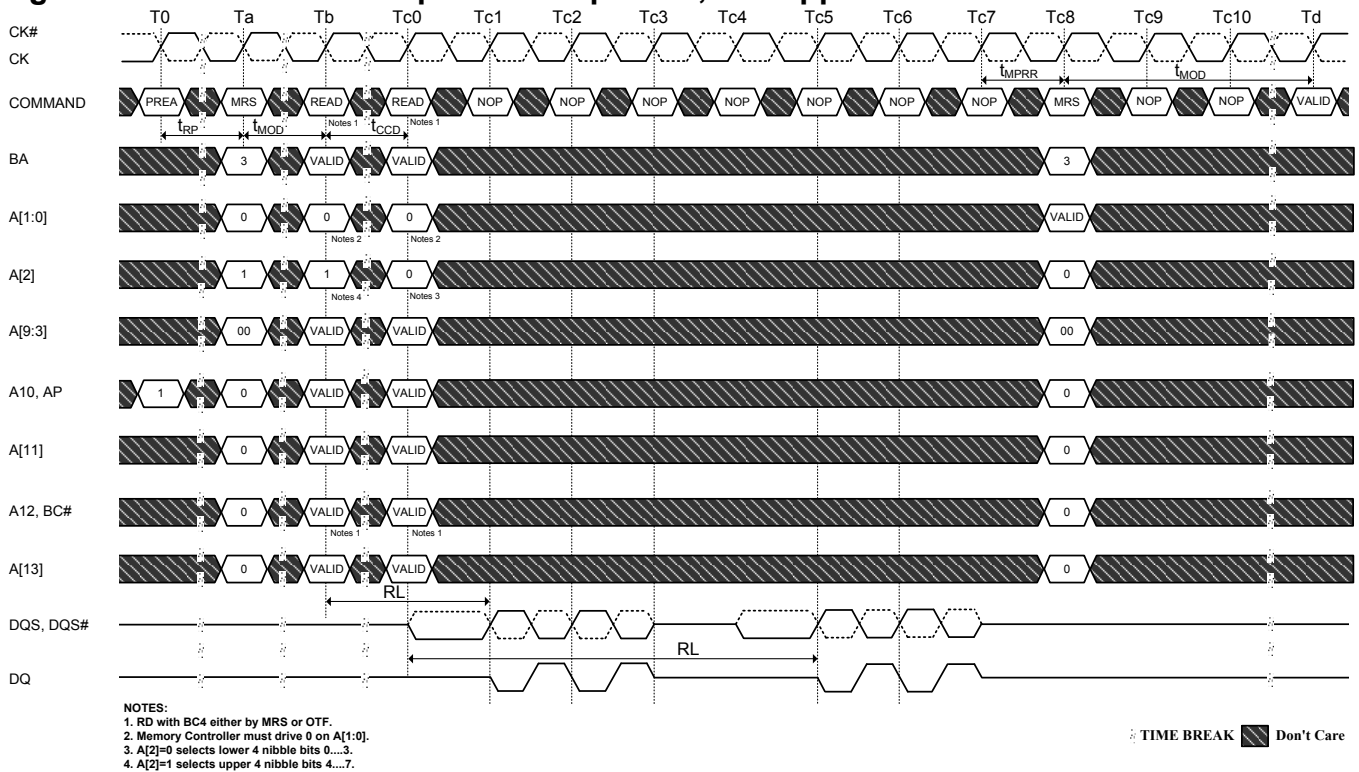 T0 Ta Tb Tc0 Tc1 Tc2 Tc3 Tc4 Tc5 Tc6 Tc7 Tc8 Tc9 Tc10 Td
CK#
CK
tMPRR tMOD
COMMAND PREA MRS READ READ NOP NOP NOP NOP NOP NOP NOP MRS NOP NOP VALID
Notes 1 Notes 1
tRP tMOD tCCD
BA 3 VALID VALID 3
A[1:0] 0 0 0 VALID
Notes 2 Notes 2
A[2] 1 1 0 0
Notes 4 Notes 3
A[9:3] 00 VALID VALID 00
A10, AP 1 0 VALID VALID 0
A[11] 0 VALID VALID 0
A12, BC# 0 VALID VALID 0
Notes 1 Notes 1
A[13] 0 VALID VALID 0
RL
DQS, DQS#
RL
DQ
NOTES:
1. RD with BC4 either by MRS or OTF.
2. Memory Controller must drive 0 on A[1:0].
3. A[2]=0 selects lower 4 nibble bits 0....3.
4. A[2]=1 selects upper 4 nibble bits 4....7.
TIME BREAK Don't Care